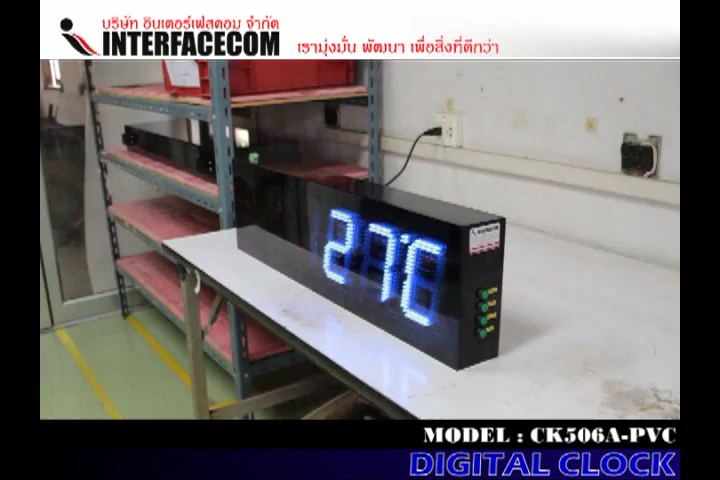 บริษัท อินเตอร์เฟสคอม จำกัด
INTERFACECOM
เรามุ่งมั่น พัฒนา เพื่อสิ่งที่ดีกว่า
27°C
MODEL : CK506A-PVC
DIGITAL CLOCK